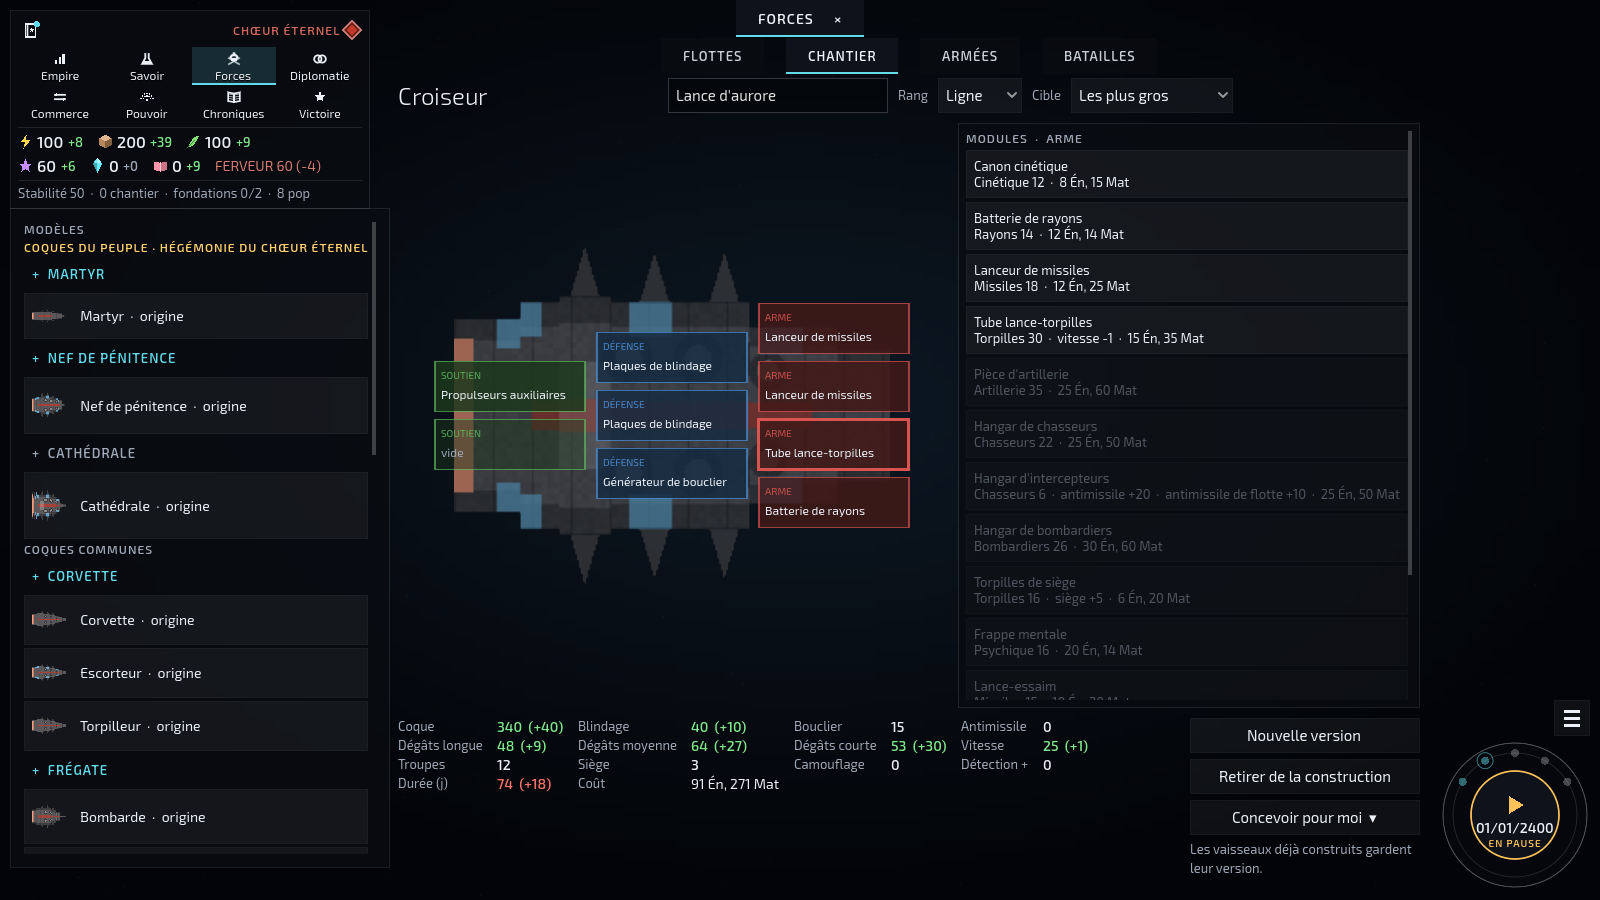 CHŒUR ÉTERNEL
Empire
Savoir
Forces
Diplomatie
Commerce
Pouvoir
Chroniques
Victoire
100 +8
200 +39
100 +9
60 +6
0 +0
0 +9
FERVEUR 60 (-4)
Stabilité 50 · 0 chantier · fondations 0/2 · 8 pop
FORCES ×
FLOTTES
CHANTIER
ARMÉES
BATAILLES
Croiseur
Lance d'aurore
Rang
Ligne
Cible
Les plus gros
MODÈLES
COQUES DU PEUPLE · HÉGÉMONIE DU CHŒUR ÉTERNEL
+ MARTYR
Martyr · origine
+ NEF DE PÉNITENCE
Nef de pénitence · origine
+ CATHÉDRALE
Cathédrale · origine
COQUES COMMUNES
+ CORVETTE
Corvette · origine
Escorteur · origine
Torpilleur · origine
+ FRÉGATE
Bombarde · origine
SOUTIEN
Propulseurs auxiliaires
SOUTIEN
vide
DÉFENSE
Plaques de blindage
DÉFENSE
Plaques de blindage
DÉFENSE
Générateur de bouclier
ARME
Lanceur de missiles
ARME
Lanceur de missiles
ARME
Tube lance-torpilles
ARME
Batterie de rayons
MODULES · ARME
Canon cinétique
Cinétique 12 · 8 Én, 15 Mat
Batterie de rayons
Rayons 14 · 12 Én, 14 Mat
Lanceur de missiles
Missiles 18 · 12 Én, 25 Mat
Tube lance-torpilles
Torpilles 30 · vitesse -1 · 15 Én, 35 Mat
Pièce d'artillerie
Artillerie 35 · 25 Én, 60 Mat
Hangar de chasseurs
Chasseurs 22 · 25 Én, 50 Mat
Hangar d'intercepteurs
Chasseurs 6 · antimissile +20 · antimissile de flotte +10 · 25 Én, 50 Mat
Hangar de bombardiers
Bombardiers 26 · 30 Én, 60 Mat
Torpilles de siège
Torpilles 16 · siège +5 · 6 Én, 20 Mat
Frappe mentale
Psychique 16 · 20 Én, 14 Mat
Lance-essaim
Coque 340 (+40) Blindage 40 (+10) Bouclier 15 Antimissile 0
Dégâts longue 48 (+9) Dégâts moyenne 64 (+27) Dégâts courte 53 (+30) Vitesse 25 (+1)
Troupes 12 Siège 3 Camouflage 0 Détection + 0
Durée (j) 74 (+18) Coût 91 Én, 271 Mat
Nouvelle version
Retirer de la construction
Concevoir pour moi ▾
Les vaisseaux déjà construits gardent
leur version.
01/01/2400
EN PAUSE